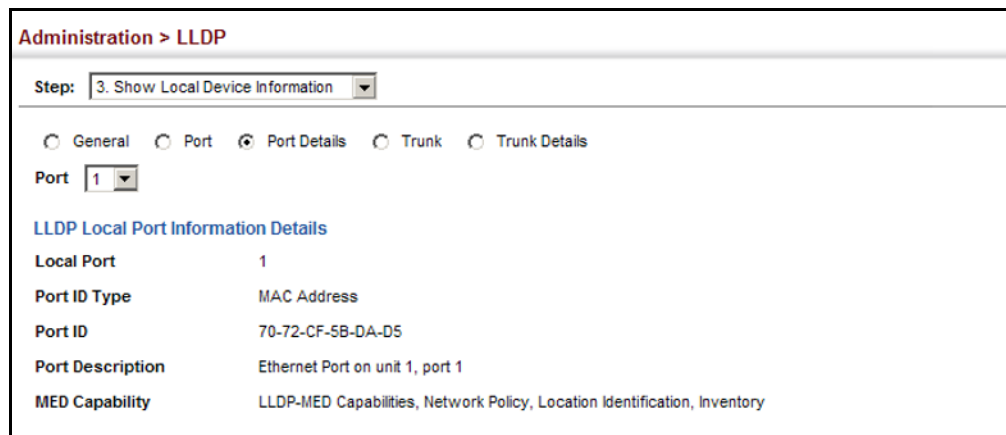 Administration > LLDP
Step: 3. Show Local Device Information
General Port Port Details Trunk Trunk Details
Port 1
LLDP Local Port Information Details
Local Port 1
Port ID Type MAC Address
Port ID 70-72-CF-5B-DA-D5
Port Description Ethernet Port on unit 1, port 1
MED Capability LLDP-MED Capabilities, Network Policy, Location Identification, Inventory